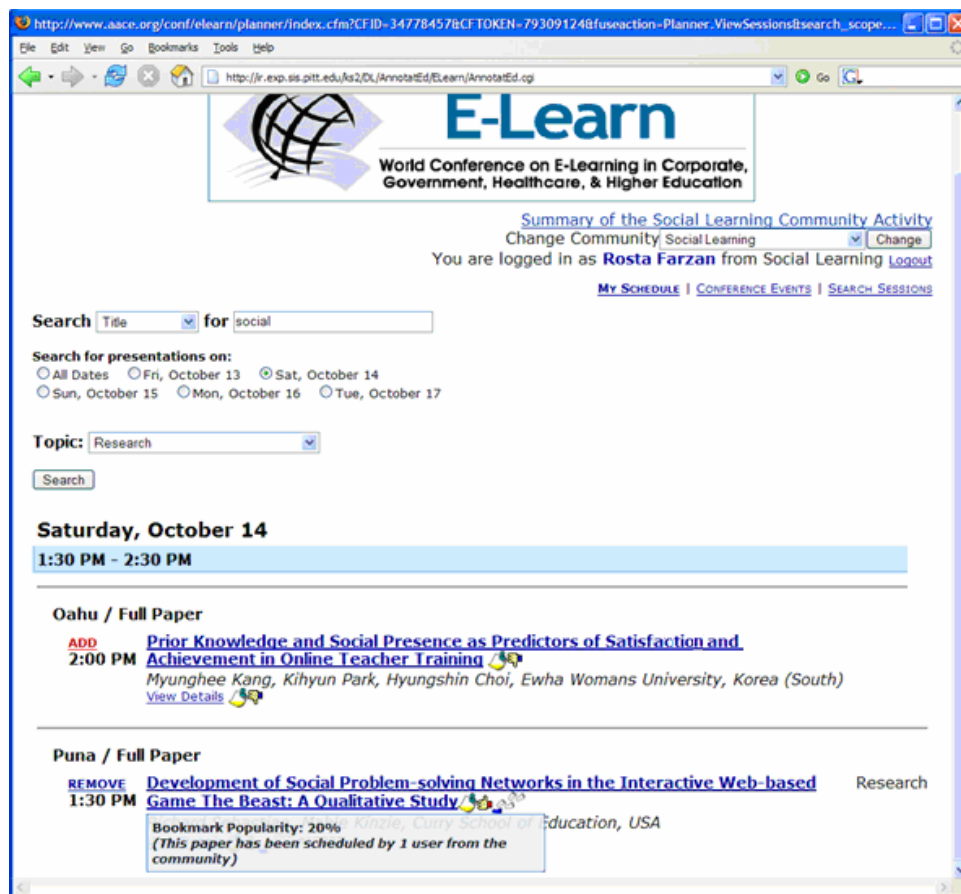 http://www.aace.org/conf/elearn/planner/index.cfm?CFID=34778457&CFTOKEN=79309124&fuseaction=Planner.ViewSessions&search_scope...
File Edit View Go Bookmarks Tools Help
http://ir.exp.sis.pitt.edu/ks2/DL/AnnotatEd/ELearn/AnnotatEd.cgi Go G
E-Learn
World Conference on E-Learning in Corporate,
Government, Healthcare, & Higher Education
Summary of the Social Learning Community Activity
Change Community Social Learning Change
You are logged in as Rosta Farzan from Social Learning Logout
MY SCHEDULE | CONFERENCE EVENTS | SEARCH SESSIONS
Search Title for social
Search for presentations on:
All Dates Fri, October 13 Sat, October 14
Sun, October 15 Mon, October 16 Tue, October 17
Topic: Research
Search
Saturday, October 14
1:30 PM - 2:30 PM
Oahu / Full Paper
ADD Prior Knowledge and Social Presence as Predictors of Satisfaction and
2:00 PM Achievement in Online Teacher Training
Myunghee Kang, Kihyun Park, Hyungshin Choi, Ewha Womans University, Korea (South)
View Details
Puna / Full Paper
REMOVE Development of Social Problem-solving Networks in the Interactive Web-based Research
1:30 PM Game The Beast: A Qualitative Study
Kinzie, Curry School of Education, USA
Bookmark Popularity: 20%
(This paper has been scheduled by 1 user from the
community)